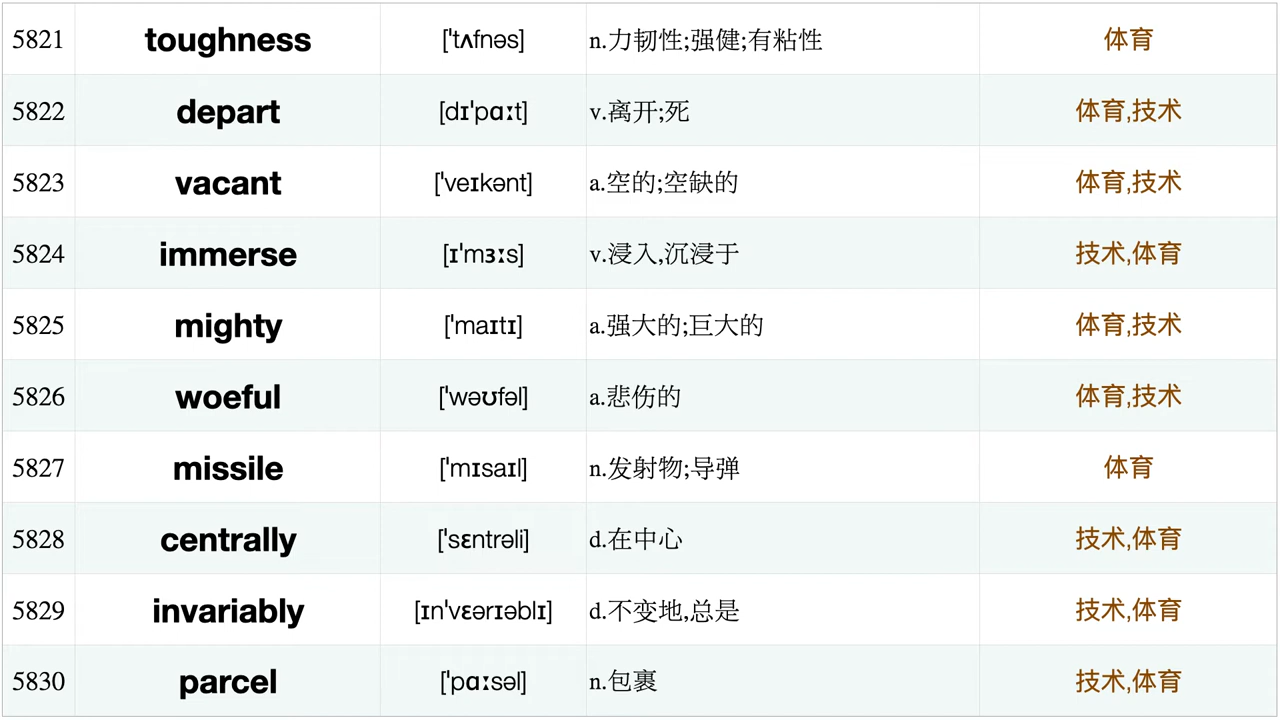 5821 toughness ['tʌfnəs] n.力韧性;强健;有粘性 体育
5822 depart [dɪ'pɑːt] v.离开;死 体育,技术
5823 vacant ['veɪkənt] a.空的;空缺的 体育,技术
5824 immerse [ɪ'mɜːs] v.浸入,沉浸于 技术,体育
5825 mighty ['maɪtɪ] a.强大的;巨大的 体育,技术
5826 woeful ['wəʊfəl] a.悲伤的 体育,技术
5827 missile ['mɪsaɪl] n.发射物;导弹 体育
5828 centrally ['sɛntrəli] d.在中心 技术,体育
5829 invariably [ɪn'vɛərɪəblɪ] d.不变地,总是 技术,体育
5830 parcel ['pɑːsəl] n.包裹 技术,体育